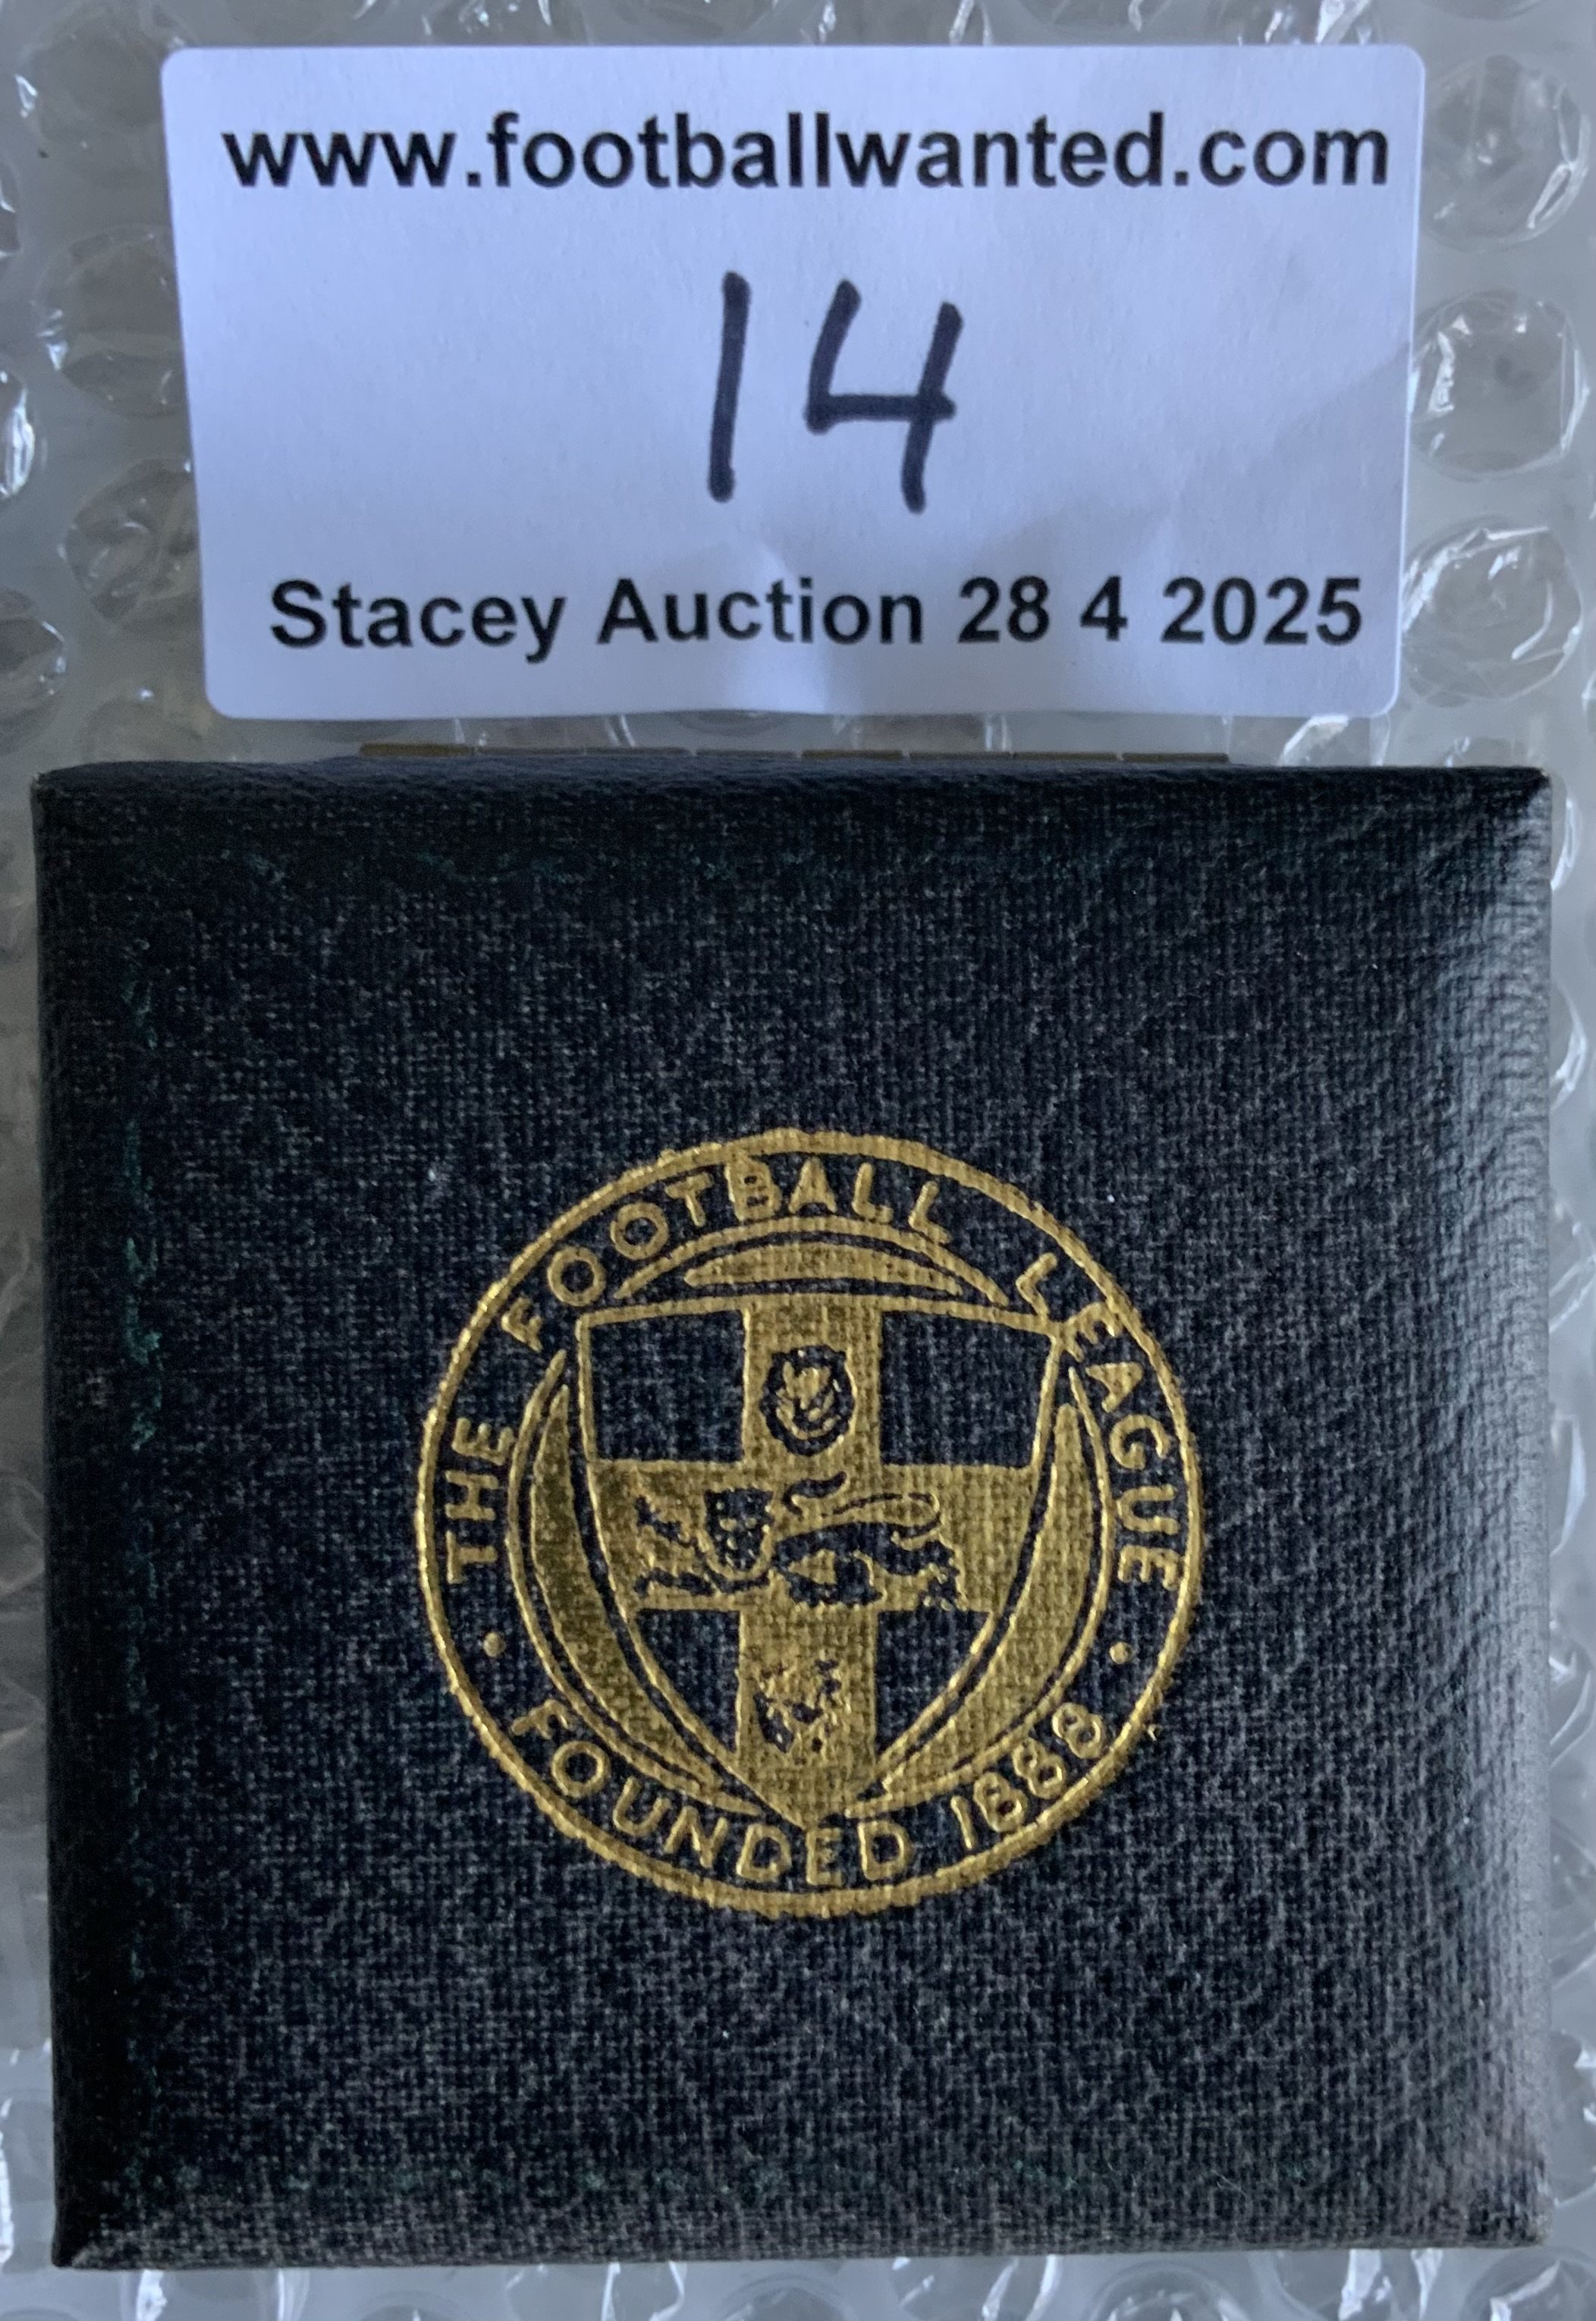 www.footballwanted.com
14
Stacey Auction 28 4 2025
THE FOOTBALL LEAGUE
FOUNDED 1888